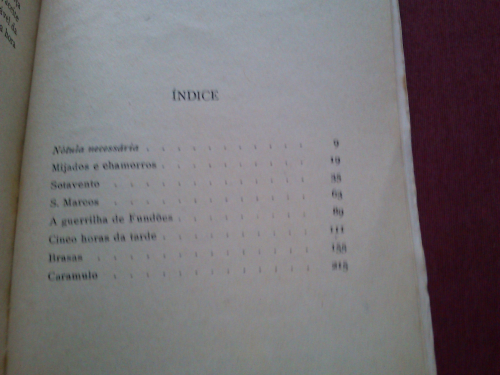 ÍNDICE
Nótula necessária 9
Mijados e chamorros 19
Sotavento 35
S. Marcos 63
A guerrilha de Fundões 89
Cinco horas da tarde 111
Brasas 155
Caramulo 215